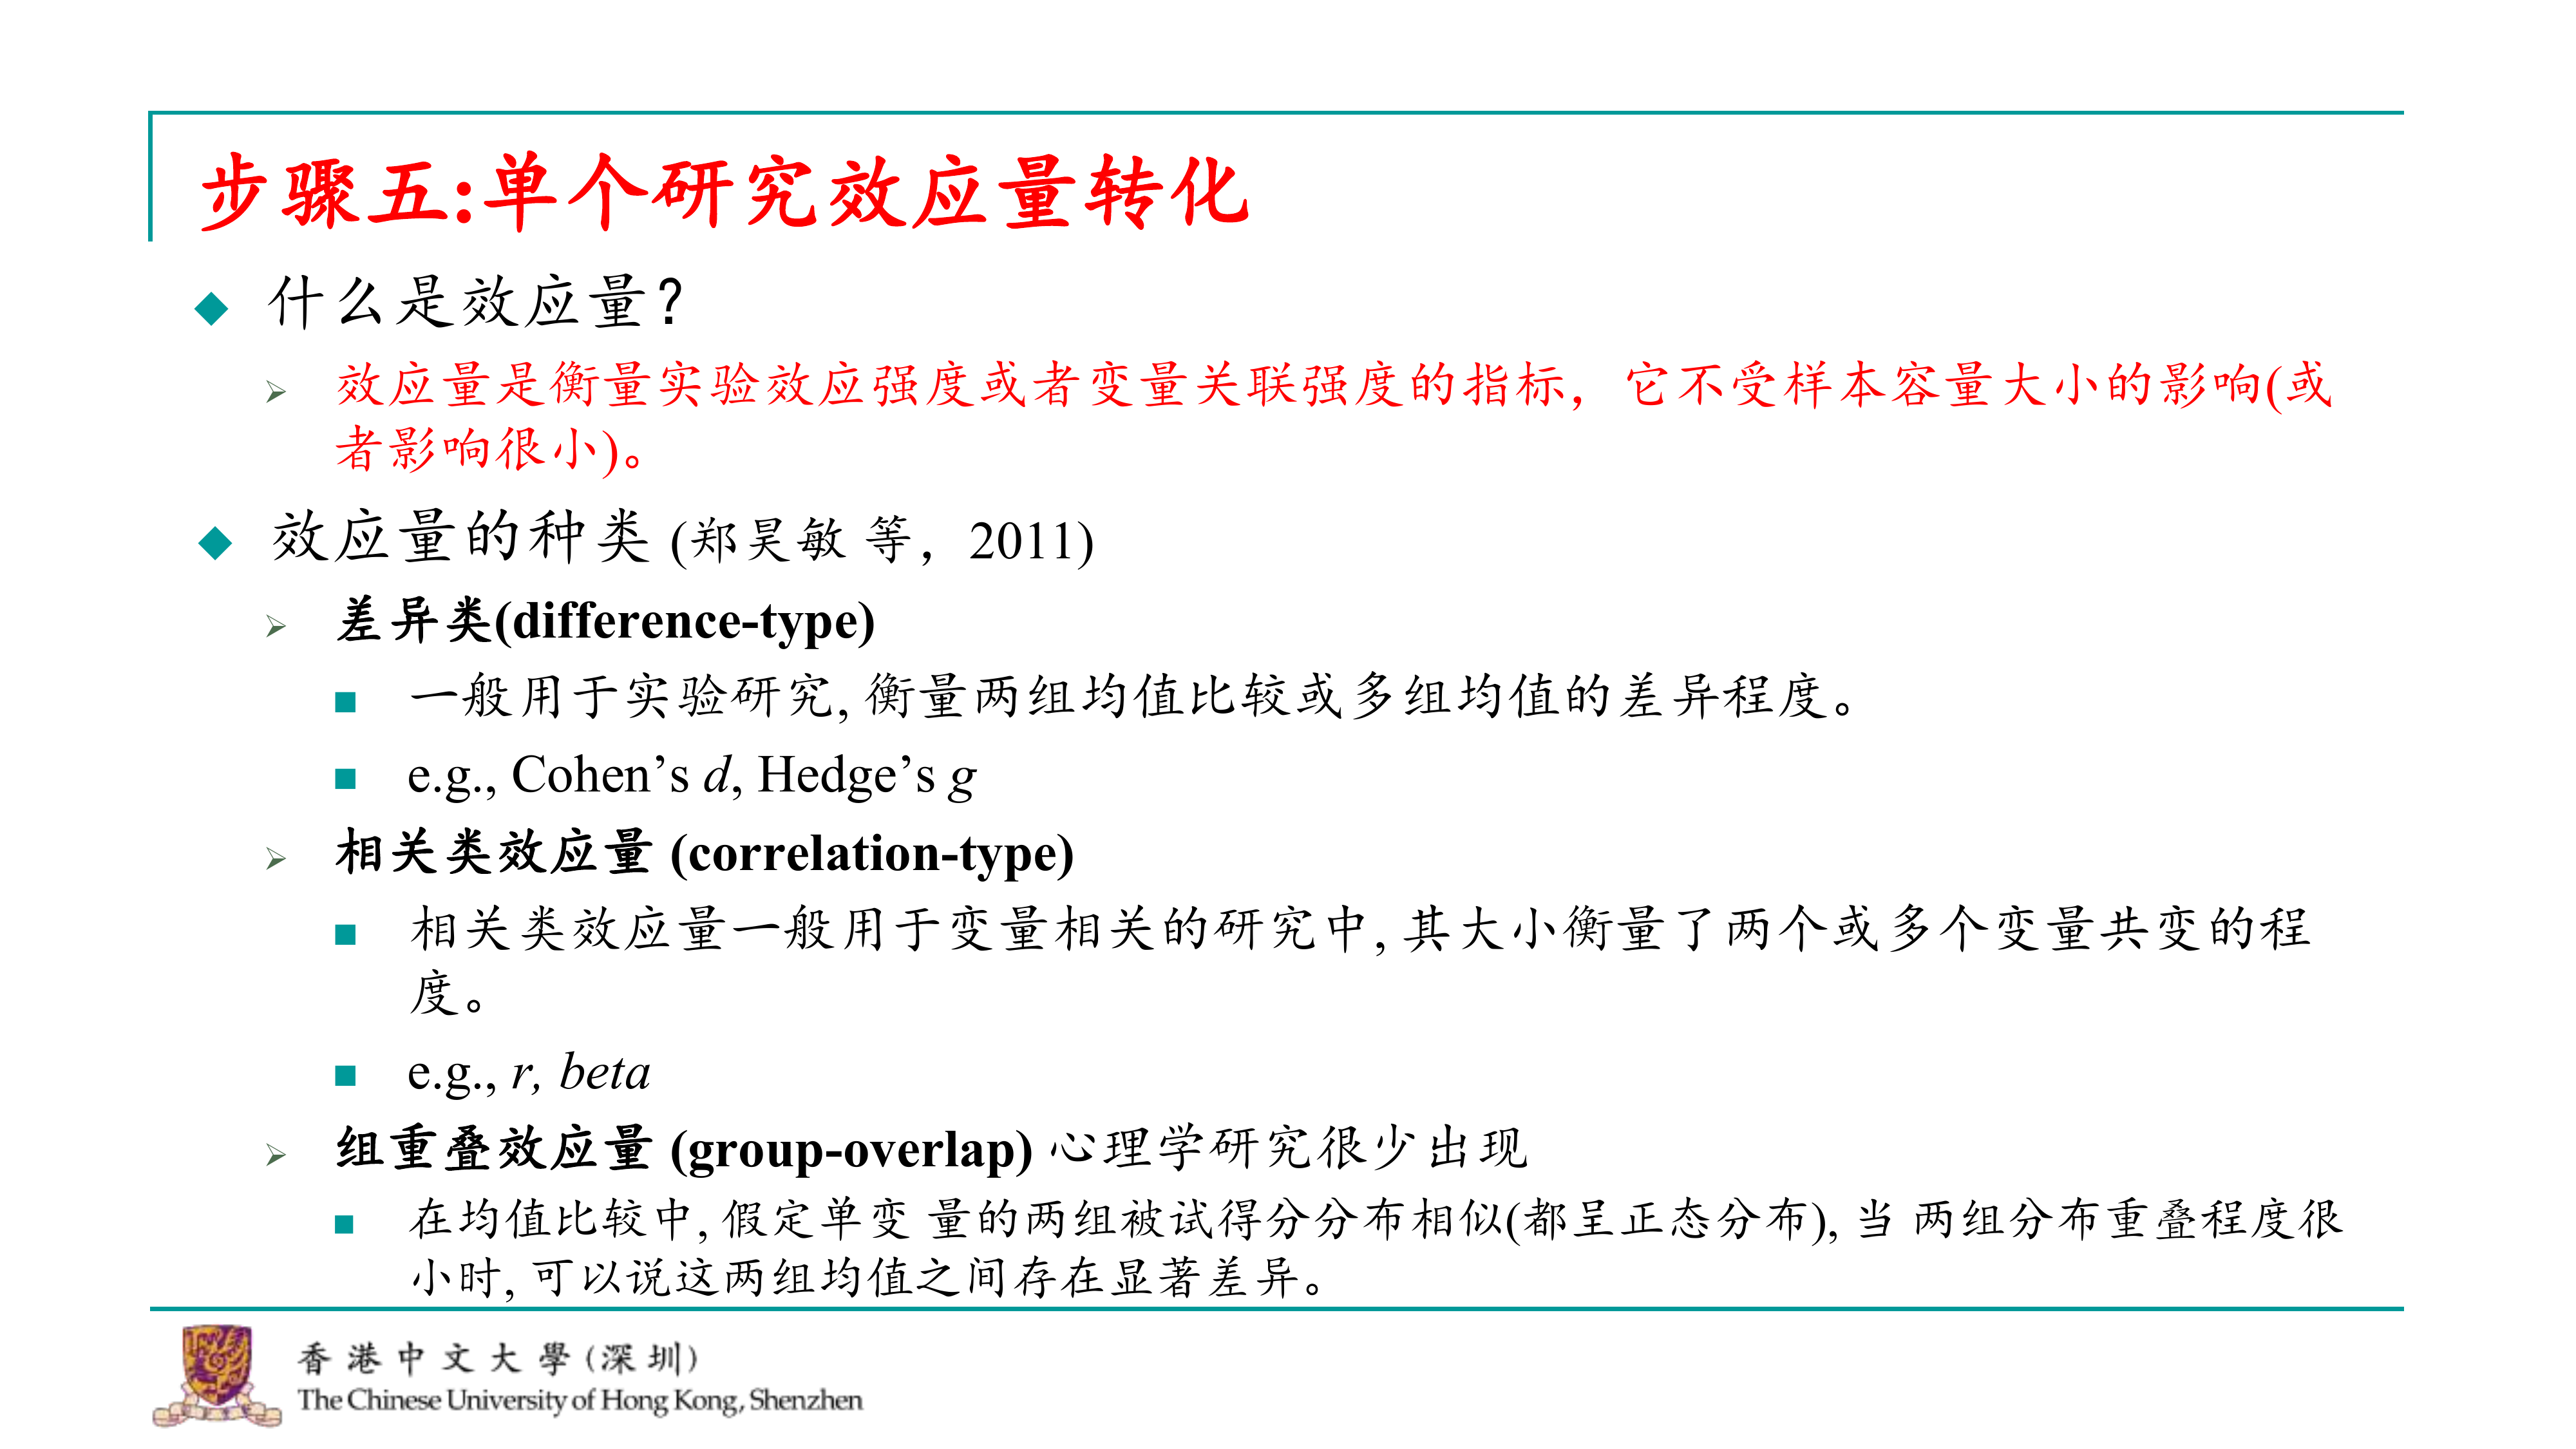 步骤五:单个研究效应量转化
什么是效应量？
效应量是衡量实验效应强度或者变量关联强度的指标，它不受样本容量大小的影响(或
者影响很小)。
效应量的种类 (郑昊敏 等，2011)
差异类(difference-type)
一般用于实验研究, 衡量两组均值比较或多组均值的差异程度。
e.g., Cohen’s d, Hedge’s g
相关类效应量 (correlation-type)
相关类效应量一般用于变量相关的研究中, 其大小衡量了两个或多个变量共变的程
度。
e.g., r, beta
组重叠效应量 (group-overlap) 心理学研究很少出现
在均值比较中, 假定单变 量的两组被试得分分布相似(都呈正态分布), 当 两组分布重叠程度很
小时, 可以说这两组均值之间存在显著差异。
香港中文大學(深圳)
The Chinese University of Hong Kong, Shenzhen